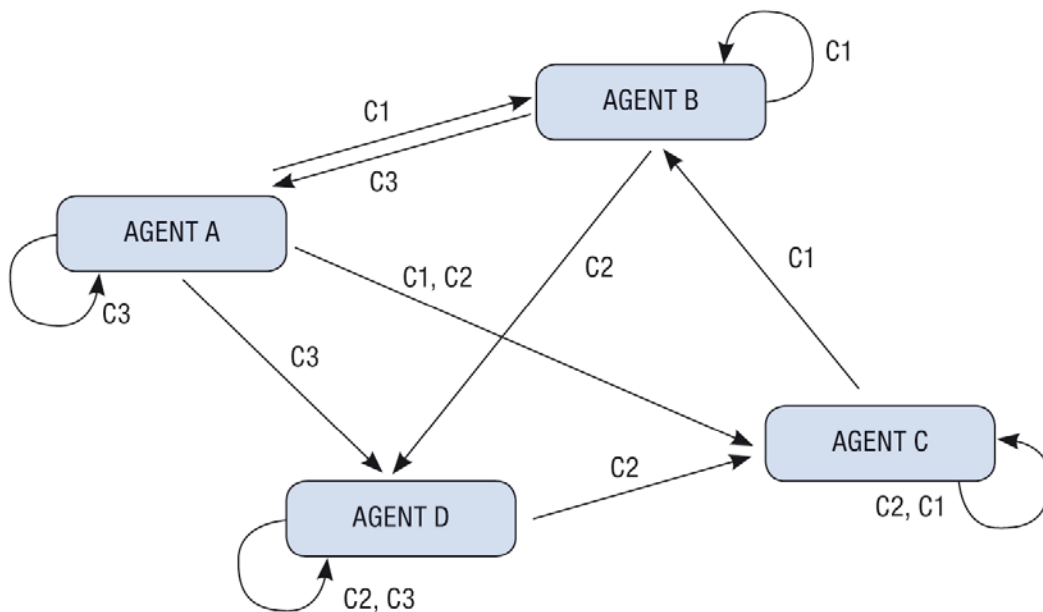 C1
AGENT B
C1
C3
AGENT A
C2
C1
C1, C2
C3
C3
AGENT C
C2
C2, C1
AGENT D
C2, C3